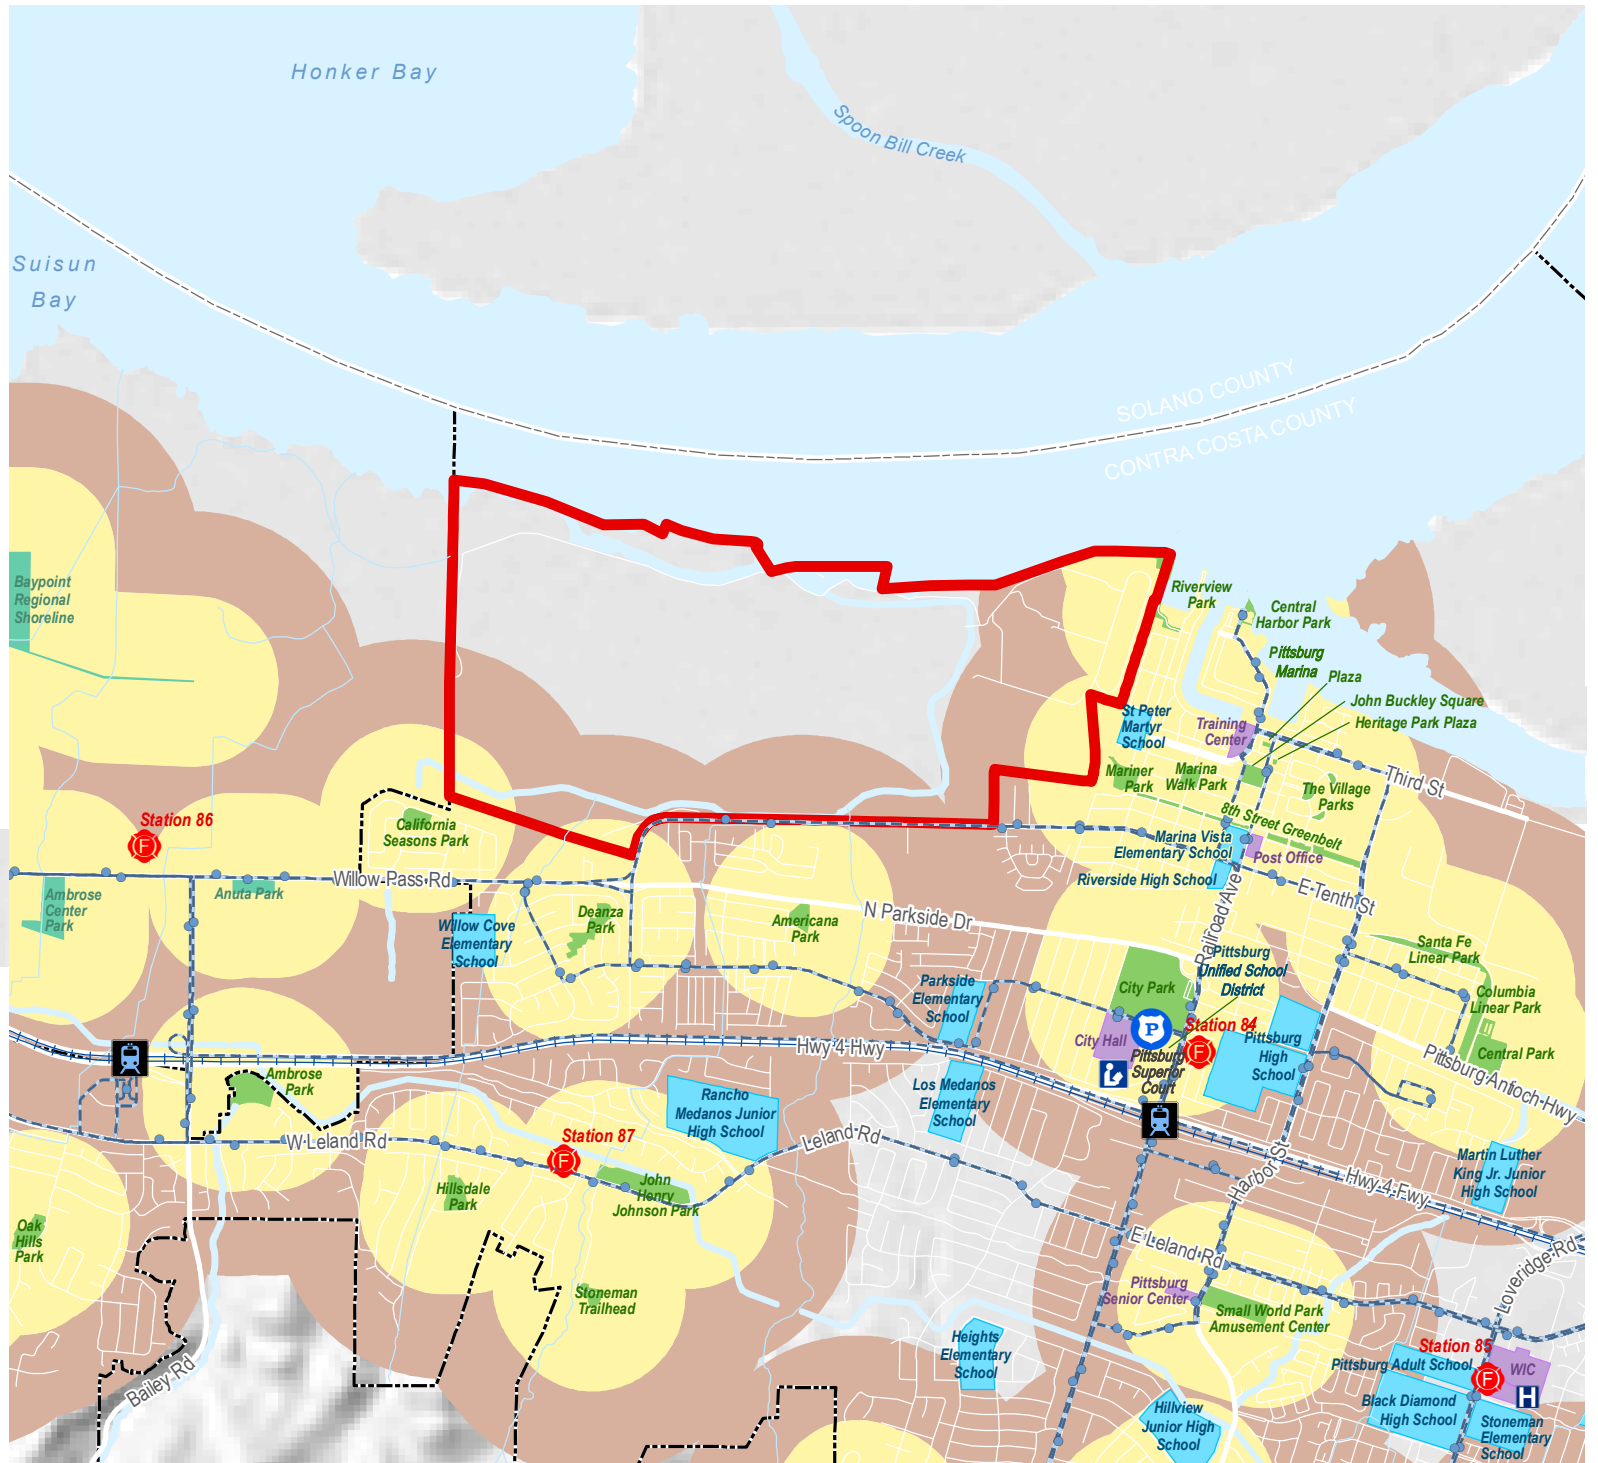 Honker Bay
Spoon Bill Creek
Suisun
Bay
SOLANO COUNTY
CONTRA COSTA COUNTY
Baypoint
Regional
Shoreline
Riverview
Park
Central
Harbor Park
Pittsburg
Marina
Plaza
John Buckley Square
Heritage Park Plaza
St Peter
Martyr
School
Training
Center
Mariner
Park
Marina
Walk Park
The Village
Parks
Third St
8th Street Greenbelt
Station 86
F
California
Seasons Park
Marina Vista
Elementary School
Post Office
Riverside High School
E Tenth St
Willow Pass Rd
Ambrose
Center
Park
Anuta Park
Willow Cove
Elementary
School
Deanza
Park
Americana
Park
N Parkside Dr
Railroad Ave
Pittsburg
Unified School
District
Santa Fe
Linear Park
Columbia
Linear Park
Central Park
Pittsburg Antioch Hwy
Parkside
Elementary
School
City Park
City Hall
P
Station 84
F
Pittsburg
Superior
Court
Pittsburg
High
School
Hwy 4 Hwy
Ambrose
Park
Rancho
Medanos Junior
High School
Los Medanos
Elementary
School
W Leland Rd
Station 87
F
Leland Rd
John
Henry
Johnson Park
Hillsdale
Park
Oak
Hills
Park
Stoneman
Trailhead
Harbor St
Hwy 4 Fwy
Martin Luther
King Jr. Junior
High School
E Leland Rd
Loveridge Rd
Pittsburg
Senior Center
Small World Park
Amusement Center
Heights
Elementary
School
Bailey Rd
Station 85
F
Pittsburg Adult School
WIC
H
Black Diamond
High School
Stoneman
Elementary
School
Hillview
Junior High
School